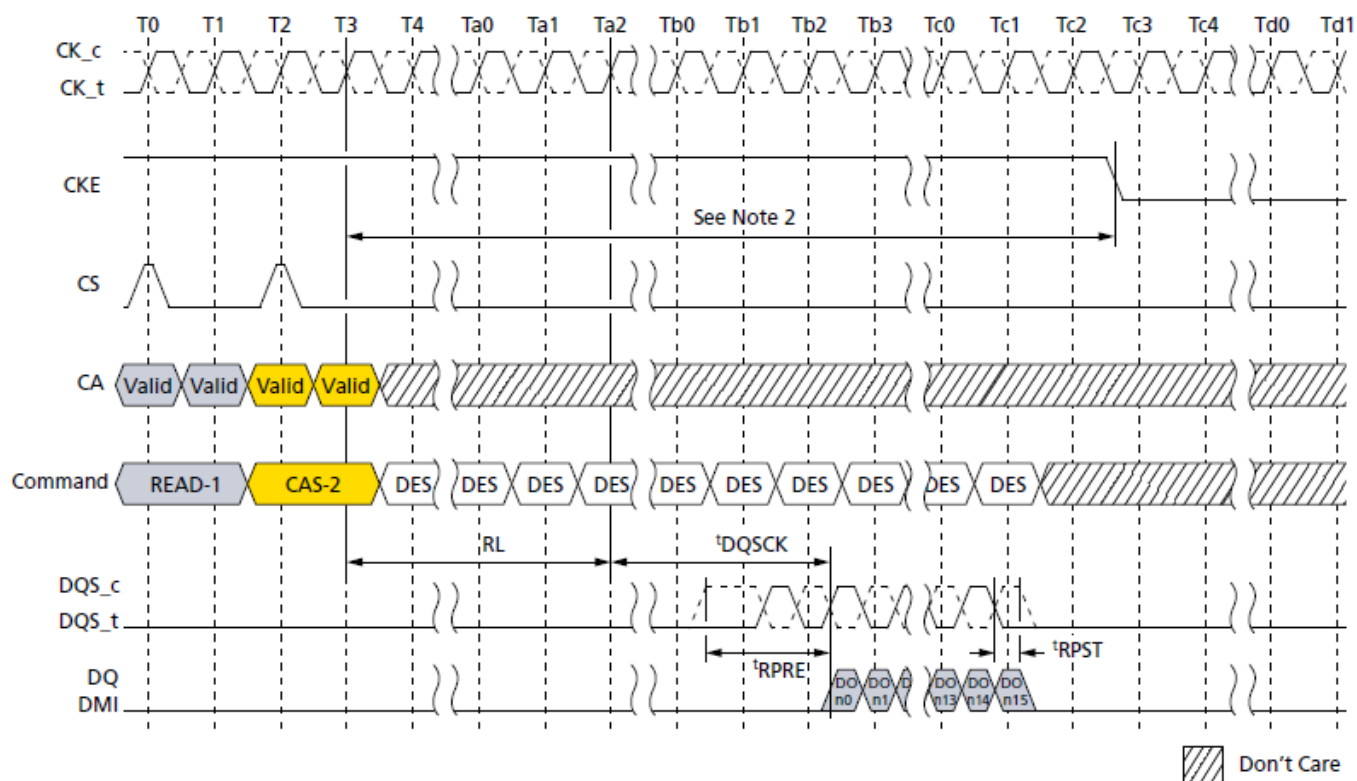 T0 T1 T2 T3 T4 Ta0 Ta1 Ta2 Tb0 Tb1 Tb2 Tb3 Tc0 Tc1 Tc2 Tc3 Tc4 Td0 Td1
CK_c
CK_t
CKE
See Note 2
CS
CA Valid Valid Valid Valid
Command READ-1 CAS-2 DES DES DES DES DES DES DES DES DES DES
RL tDQSCK
DQS_c
DQS_t
tRPRE tRPST
DQ
DMI
DO n0 DO n1 D DO n13 DO n14 DO n15
Don't Care